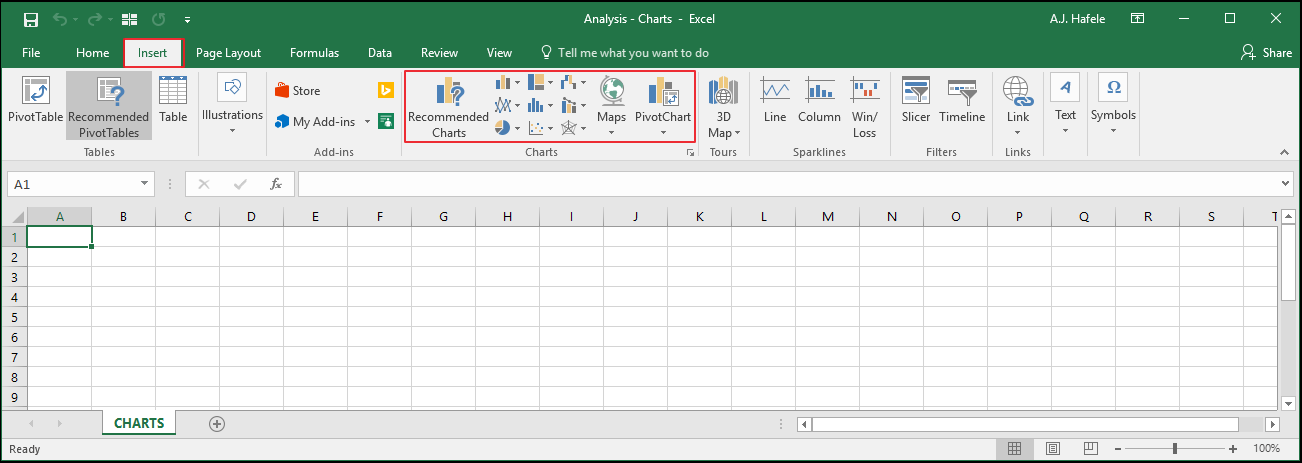 Analysis - Charts - Excel
A.J. Hafele
File Home Insert Page Layout Formulas Data Review View Tell me what you want to do Share
PivotTable Recommended PivotTables Table
Tables
Illustrations
Store
My Add-ins
Add-ins
Recommended Charts
Maps PivotChart
Charts
3D Map
Tours
Line Column Win/ Loss
Sparklines
Slicer Timeline
Filters
Link
Links
A
Text
Ω
Symbols
A1 fx
A B C D E F G H I J K L M N O P Q R S T
1
2
3
4
5
6
7
8
9
CHARTS
Ready 100%